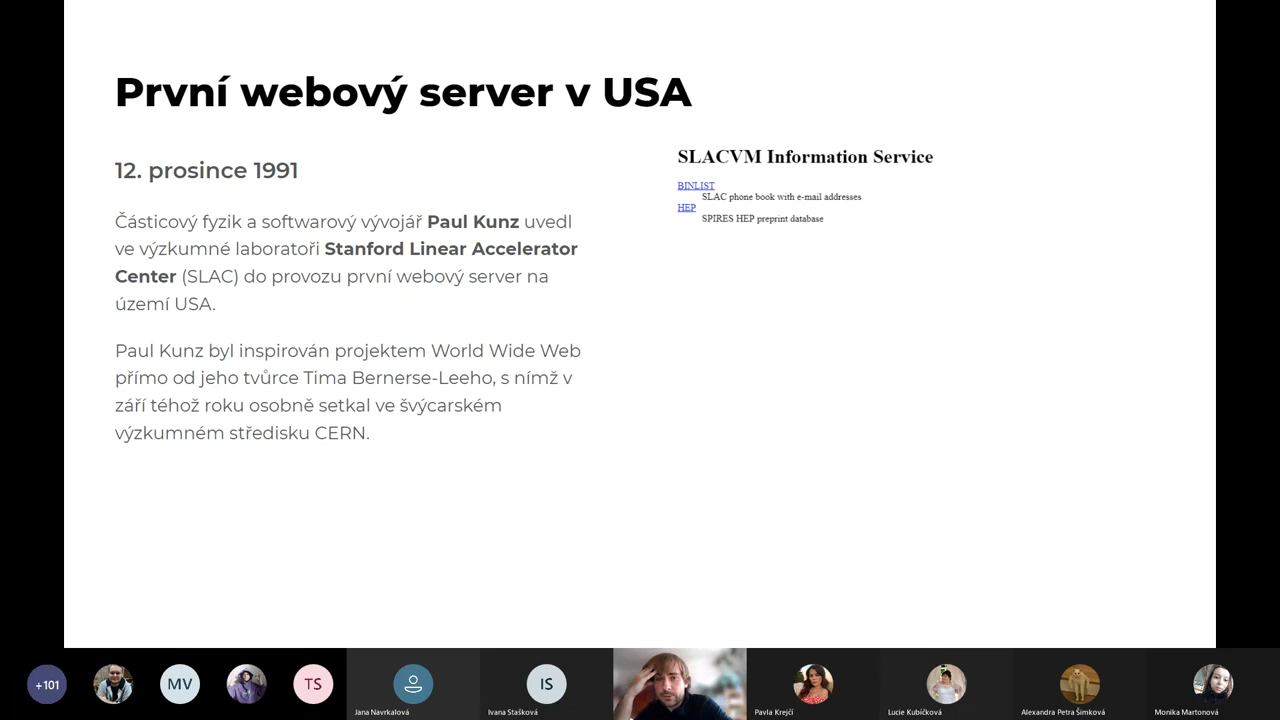 První webový server v USA
12. prosince 1991
Částicový fyzik a softwarový vývojář Paul Kunz uvedl
ve výzkumné laboratoři Stanford Linear Accelerator
Center (SLAC) do provozu první webový server na
území USA.
Paul Kunz byl inspirován projektem World Wide Web
přímo od jeho tvůrce Tima Bernerse-Leeho, s nímž v
září téhož roku osobně setkal ve švýcarském
výzkumném středisku CERN.
SLACVM Information Service
BINLIST
SLAC phone book with e-mail addresses
HEP
SPIRES HEP preprint database
+101
MV
TS
IS
Jana Navrkalová
Ivana Stašková
Pavla Krejčí
Lucie Kubíčková
Alexandra Petra Šimková
Monika Martonová